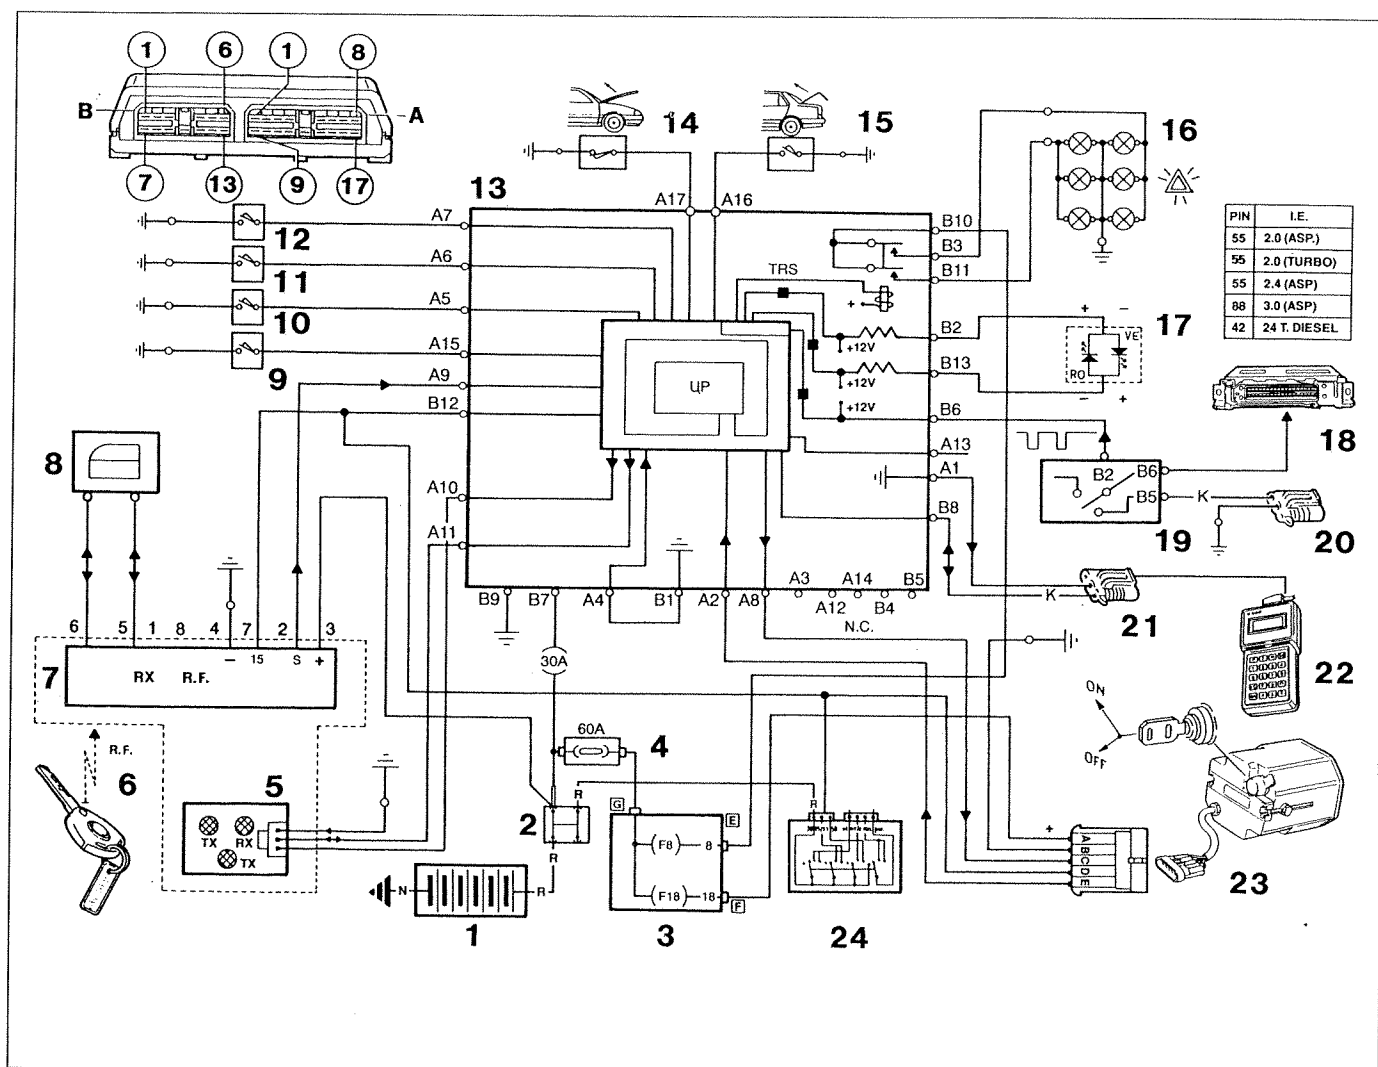 1 6 1 8
B A
7 13 9 17
14 15 16
13
A17 A16
A7 12
A6 11
A5 10
A15 9
A9
B12
A10
A11
B10
B3
B11
TRS
+
+12V
+12V
+12V
ЦP
B2
B13
B6
A13
A1
B8
+ − 17
VE
RO
− +
PIN I.E.
55 2.0 (ASP.)
55 2.0 (TURBO)
55 2.4 (ASP)
88 3.0 (ASP)
42 24 T. DIESEL
18
B2 B6
B5 K
19 20
K
21
22
8
B9 B7 A4 B1 A2 A8 A3 A12 A14 B4 B5
N.C.
6 5 1 8 4 7 2 3
− 15 S +
7 RX R.F.
R.F.
6
5
TX RX
TX
30A
60A 4
2
R R
R
G E
F8 8
F18 18
F
3
N R
1
R
24
ON
OFF
+
A
B
C
D
E
23